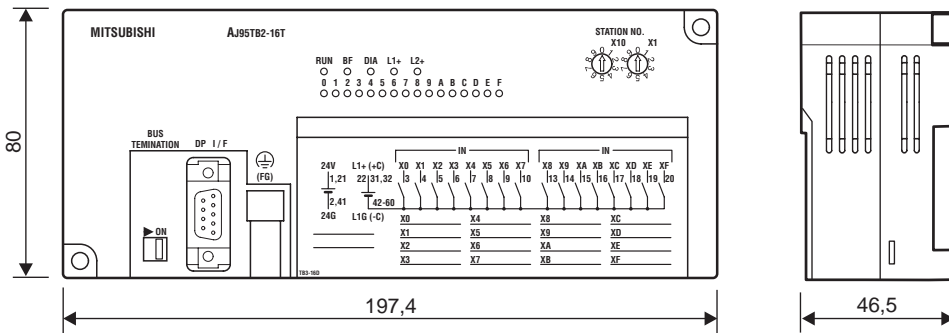 MITSUBISHI AJ95TB2-16T STATION NO.
X10 X1
RUN BF DIA L1+ L2+
0 1 2 3 4 5 6 7 8 9 A B C D E F
BUS
TEMINATION DP I / F
(FG)
ON
IN IN
24V L1+ (+C) X0 X1 X2 X3 X4 X5 X6 X7 X8 X9 XA XB XC XD XE XF
1,21 22 31,32 3 4 5 6 7 8 9 10 13 14 15 16 17 18 19 20
2,41 42-60
24G L1G (-C)
X0 X4 X8 XC
X1 X5 X9 XD
X2 X6 XA XE
X3 X7 XB XF
TB3-16D
80
197,4
46,5